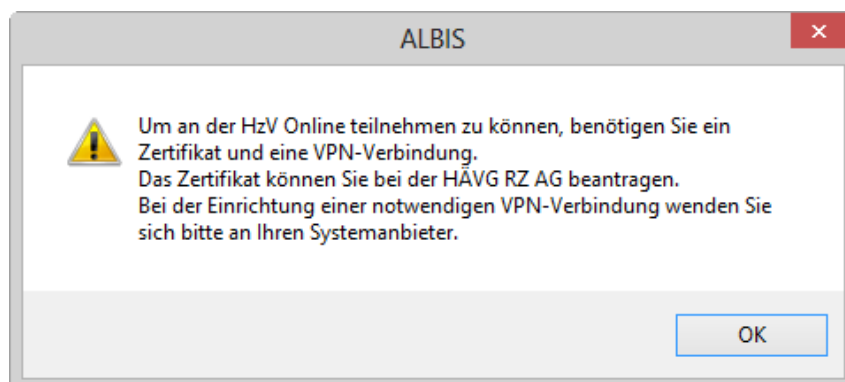 ALBIS
Um an der HzV Online teilnehmen zu können, benötigen Sie ein
Zertifikat und eine VPN-Verbindung.
Das Zertifikat können Sie bei der HÄVG RZ AG beantragen.
Bei der Einrichtung einer notwendigen VPN-Verbindung wenden Sie
sich bitte an Ihren Systemanbieter.
OK